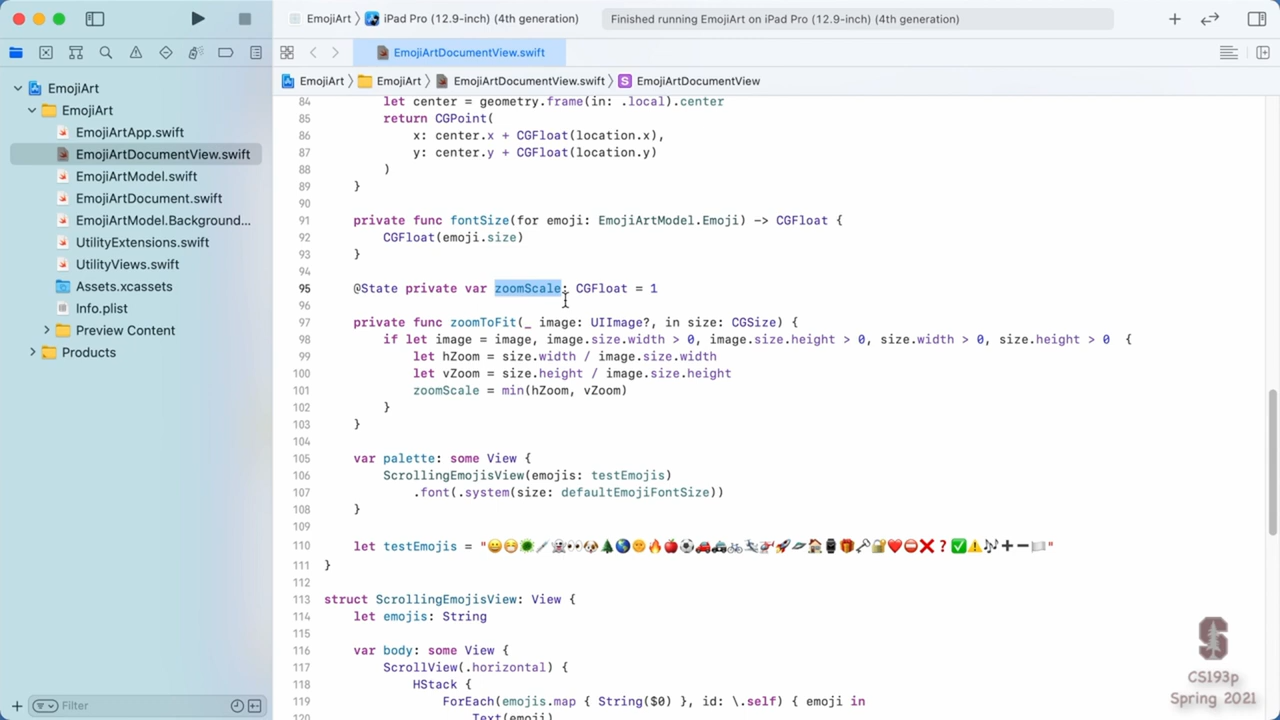 EmojiArt
iPad Pro (12.9-inch) (4th generation)
Finished running EmojiArt on iPad Pro (12.9-inch) (4th generation)
EmojiArtDocumentView.swift
EmojiArt
EmojiArt
EmojiArtDocumentView.swift
EmojiArtDocumentView
EmojiArt
EmojiArt
EmojiArtApp.swift
EmojiArtDocumentView.swift
EmojiArtModel.swift
EmojiArtDocument.swift
EmojiArtModel.Background...
UtilityExtensions.swift
UtilityViews.swift
Assets.xcassets
Info.plist
Preview Content
Products
Filter
84 let center = geometry.frame(in: .local).center
85 return CGPoint(
86 x: center.x + CGFloat(location.x),
87 y: center.y + CGFloat(location.y)
88 )
89 }
90
91 private func fontSize(for emoji: EmojiArtModel.Emoji) -> CGFloat {
92 CGFloat(emoji.size)
93 }
94
95 @State private var zoomScale: CGFloat = 1
96
97 private func zoomToFit(_ image: UIImage?, in size: CGSize) {
98 if let image = image, image.size.width > 0, image.size.height > 0, size.width > 0, size.height > 0 {
99 let hZoom = size.width / image.size.width
100 let vZoom = size.height / image.size.height
101 zoomScale = min(hZoom, vZoom)
102 }
103 }
104
105 var palette: some View {
106 ScrollingEmojisView(emojis: testEmojis)
107 .font(.system(size: defaultEmojiFontSize))
108 }
109
110 let testEmojis = "😀😷🦠💉👻👀🐶🌲🌎🌞🔥🍎⚽️🚗🚓🚲🛩🚁🚀🛸🏠⌚️🎁🗝🔐❤️⛔️❌❓✅⚠️🎶➕➖🏳️"
111 }
112
113 struct ScrollingEmojisView: View {
114 let emojis: String
115
116 var body: some View {
117 ScrollView(.horizontal) {
118 HStack {
119 ForEach(emojis.map { String($0) }, id: \.self) { emoji in
120 Text(emoji)
S
CS193p
Spring 2021